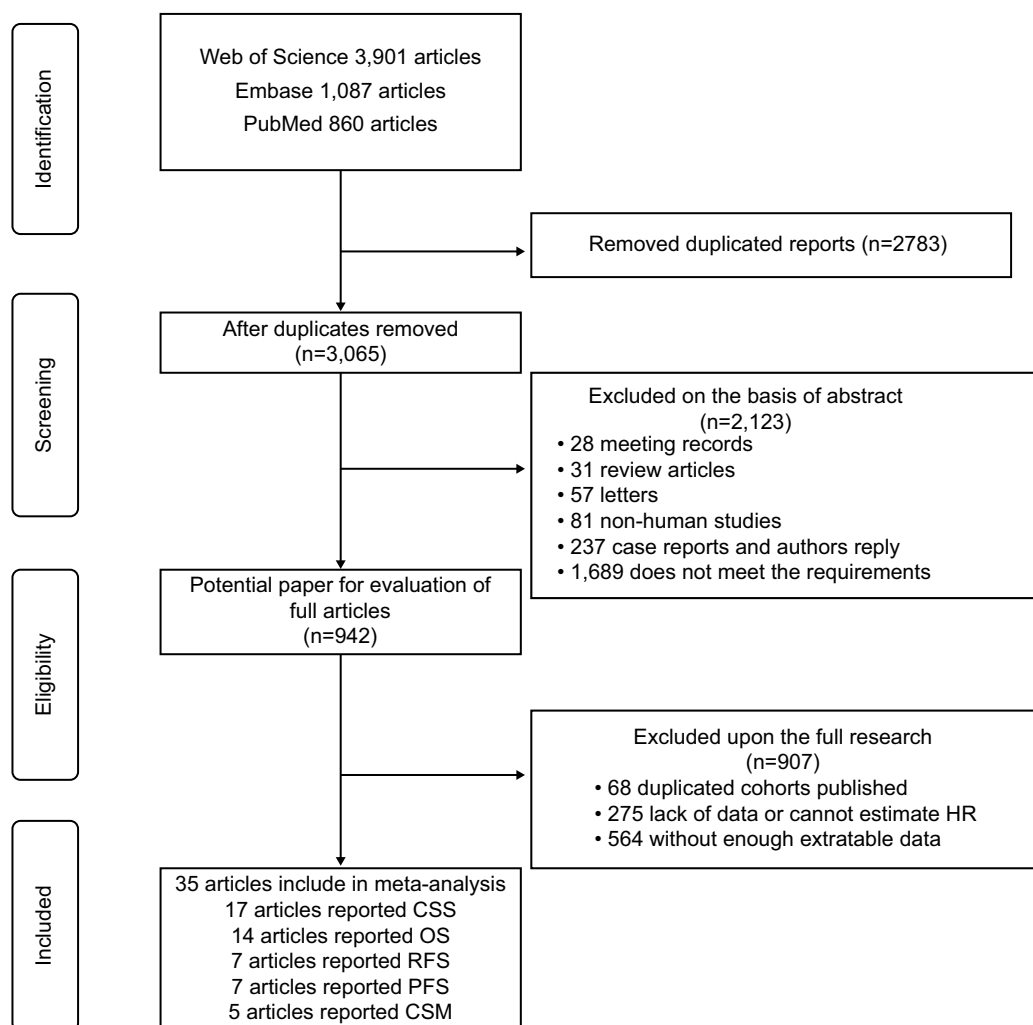 Identification
Web of Science 3,901 articles
Embase 1,087 articles
PubMed 860 articles
Removed duplicated reports (n=2783)
Screening
After duplicates removed
(n=3,065)
Excluded on the basis of abstract
(n=2,123)
• 28 meeting records
• 31 review articles
• 57 letters
• 81 non-human studies
• 237 case reports and authors reply
• 1,689 does not meet the requirements
Eligibility
Potential paper for evaluation of
full articles
(n=942)
Excluded upon the full research
(n=907)
• 68 duplicated cohorts published
• 275 lack of data or cannot estimate HR
• 564 without enough extratable data
Included
35 articles include in meta-analysis
17 articles reported CSS
14 articles reported OS
7 articles reported RFS
7 articles reported PFS
5 articles reported CSM